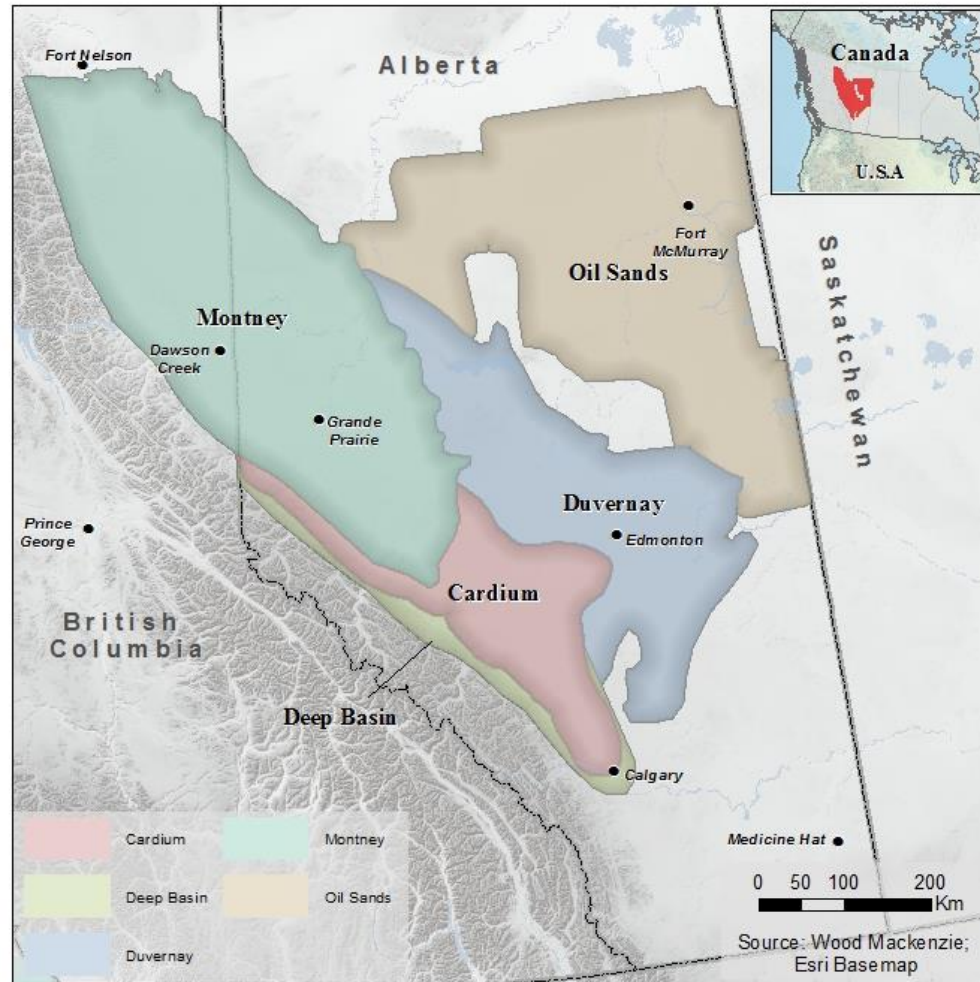 Fort Nelson
Alberta
Canada
U.S.A
Fort
McMurray
Oil Sands
Saskatchewan
Montney
Dawson
Creek
Grande
Prairie
Duvernay
Edmonton
Prince
George
Cardium
British
Columbia
Deep Basin
Calgary
Medicine Hat
Cardium
Montney
Deep Basin
Oil Sands
Duvernay
0 50 100 200
Km
Source: Wood Mackenzie;
Esri Basemap